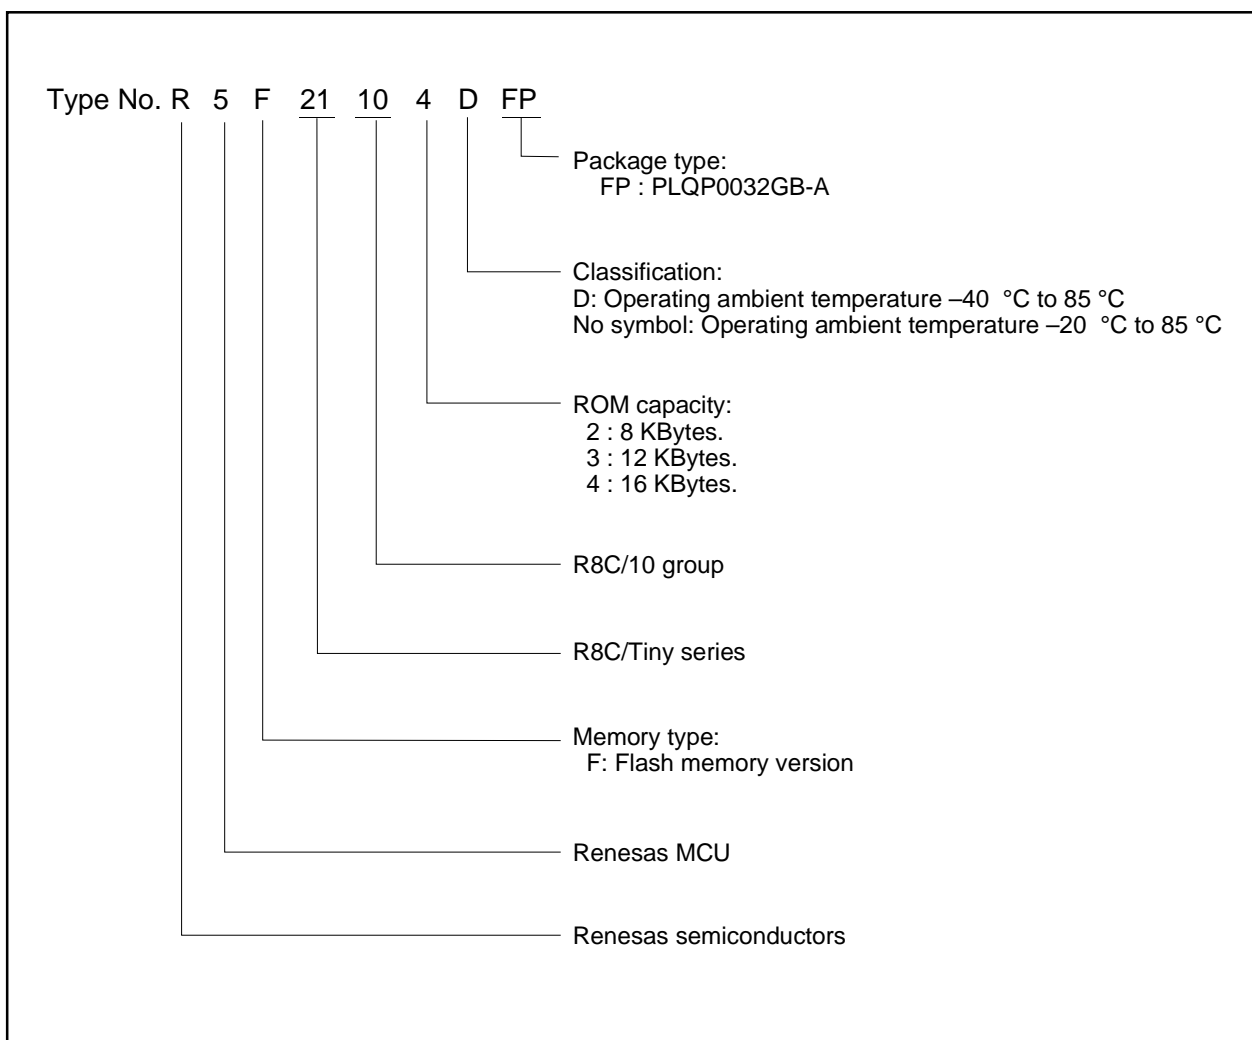 Type No. R 5 F 21 10 4 D FP
Package type:
FP : PLQP0032GB-A
Classification:
D: Operating ambient temperature –40 °C to 85 °C
No symbol: Operating ambient temperature –20 °C to 85 °C
ROM capacity:
2 : 8 KBytes.
3 : 12 KBytes.
4 : 16 KBytes.
R8C/10 group
R8C/Tiny series
Memory type:
F: Flash memory version
Renesas MCU
Renesas semiconductors